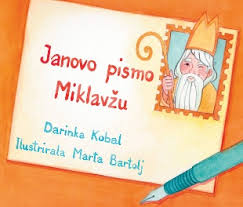 Janovo pismo
Miklavžu
Darinka Kobal
Ilustrirala Marta Bartolj